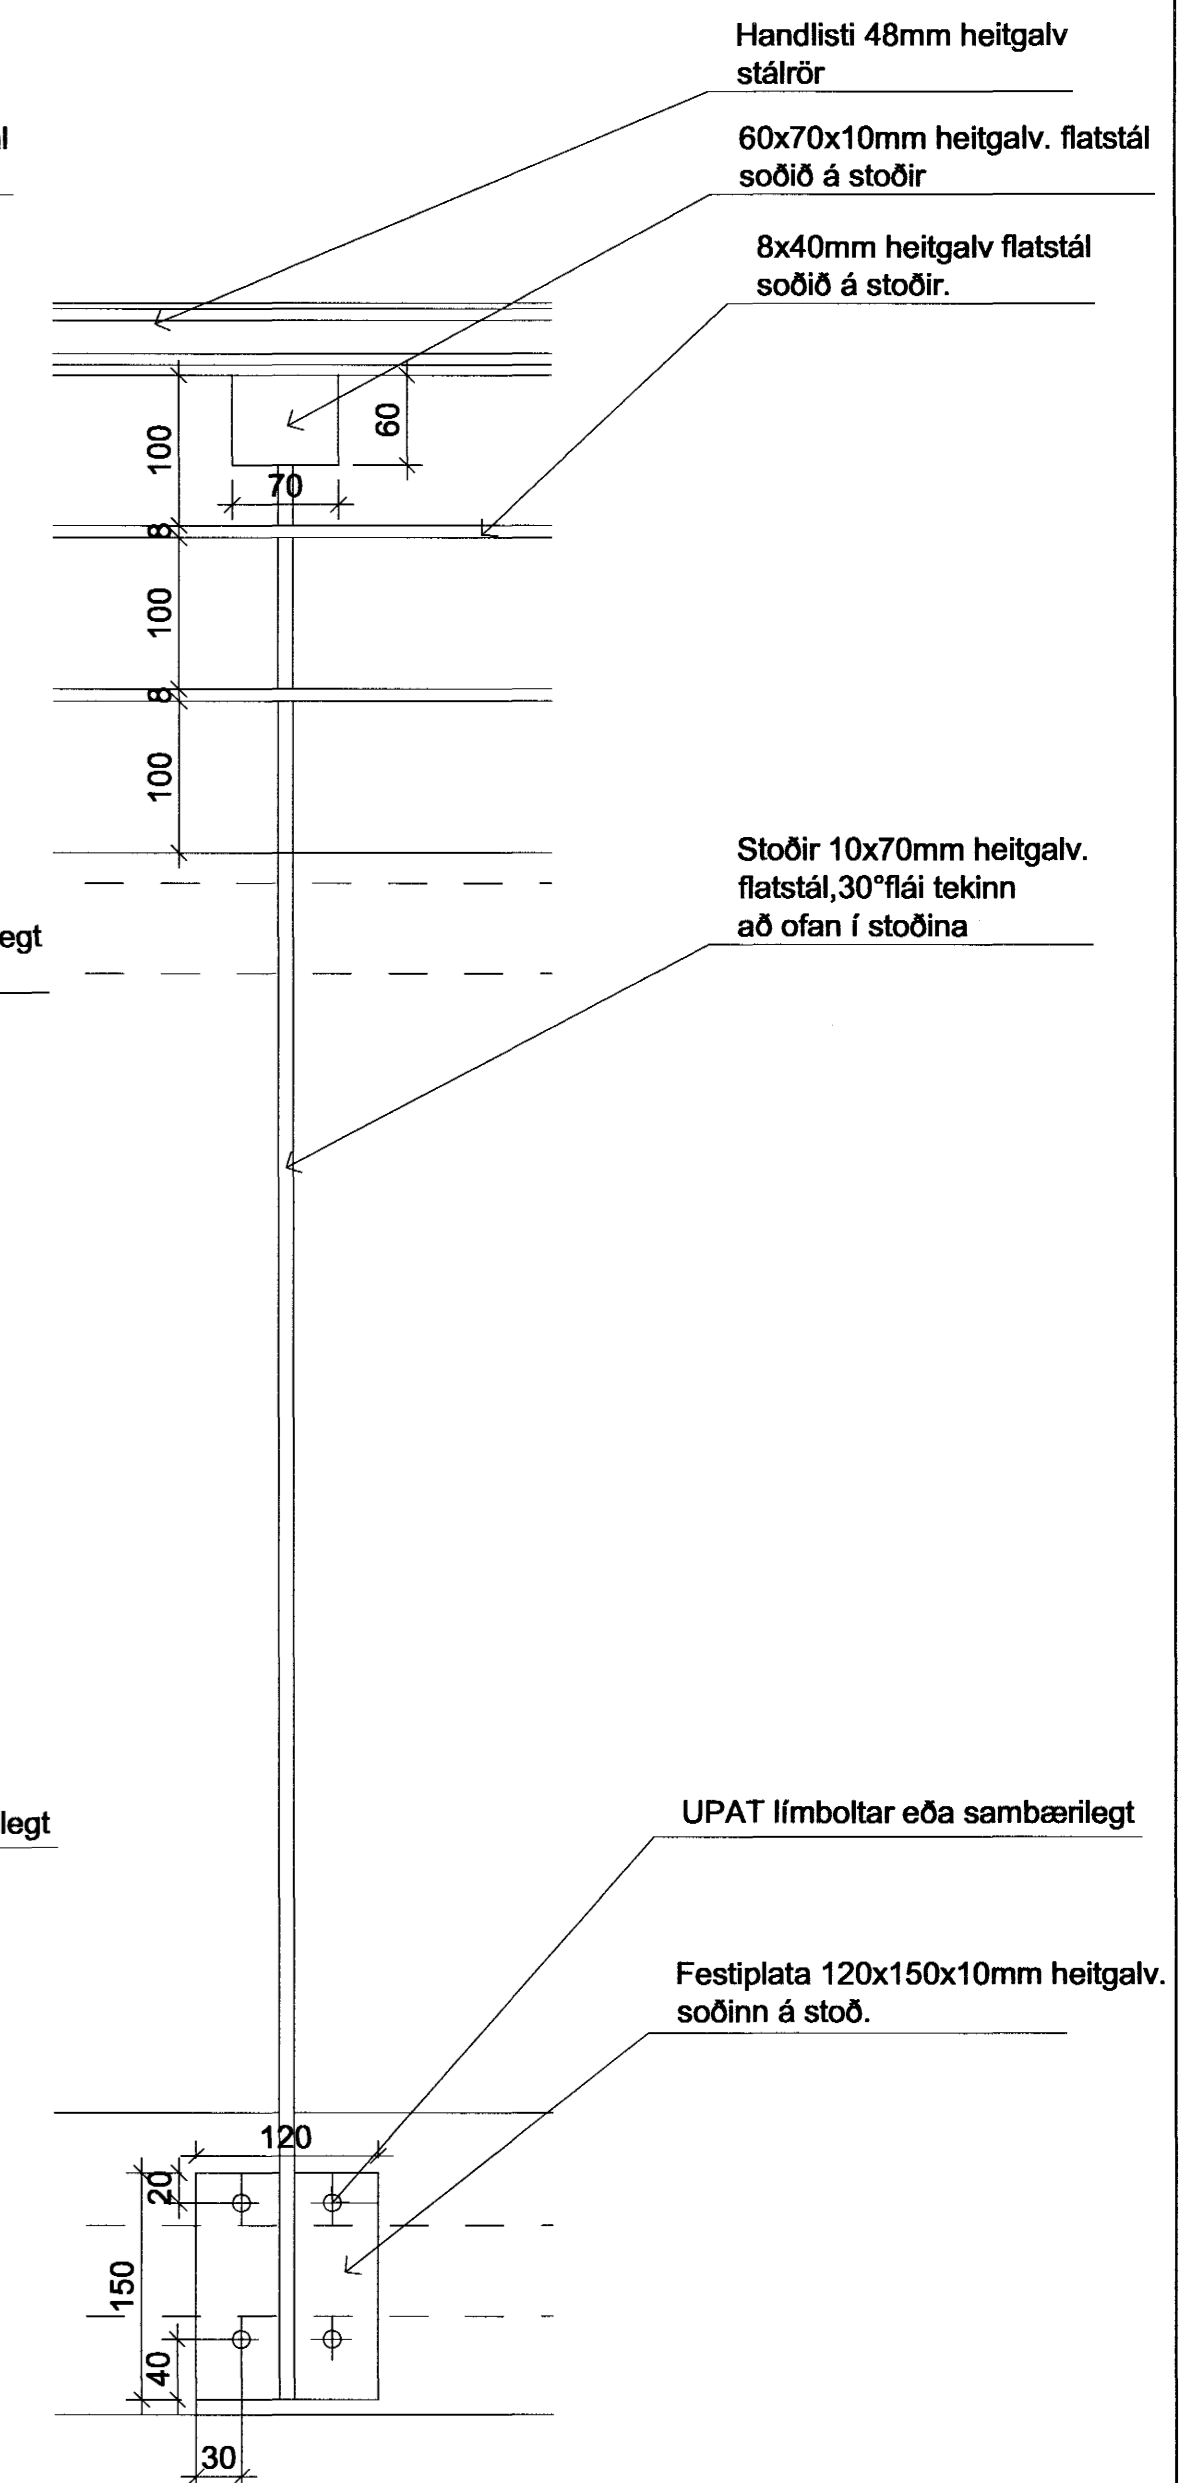 Handlisti 48mm heitgalv
stálrör
60x70x10mm heitgalv. flatstál
soðið á stoðir
8x40mm heitgalv flatstál
soðið á stoðir.
100
60
70
8
100
8
100
Stoðir 10x70mm heitgalv.
flatstál,30°flái tekinn
að ofan í stoðina
egt
legt
UPAT límboltar eða sambærilegt
Festiplata 120x150x10mm heitgalv.
soðinn á stoð.
120
20
150
40
30